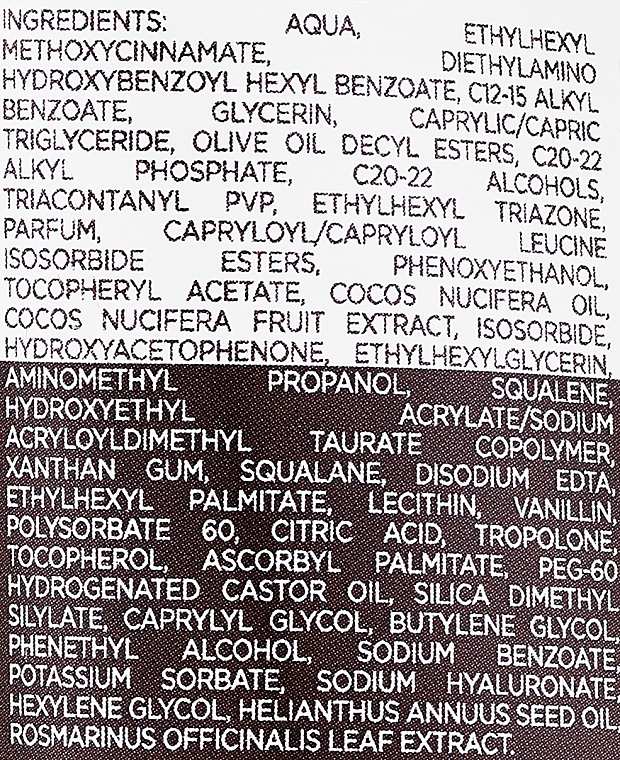 INGREDIENTS: AQUA, ETHYLHEXYL
METHOXYCINNAMATE, DIETHYLAMINO
HYDROXYBENZOYL HEXYL BENZOATE, C12-15 ALKYL
BENZOATE, GLYCERIN, CAPRYLIC/CAPRIC
TRIGLYCERIDE, OLIVE OIL DECYL ESTERS, C20-22
ALKYL PHOSPHATE, C20-22 ALCOHOLS,
TRIACONTANYL PVP, ETHYLHEXYL TRIAZONE,
PARFUM, CAPRYLOYL/CAPRYLOYL LEUCINE
ISOSORBIDE ESTERS, PHENOXYETHANOL,
TOCOPHERYL ACETATE, COCOS NUCIFERA OIL,
COCOS NUCIFERA FRUIT EXTRACT, ISOSORBIDE,
HYDROXYACETOPHENONE, ETHYLHEXYLGLYCERIN,
AMINOMETHYL PROPANOL, SQUALENE,
HYDROXYETHYL ACRYLATE/SODIUM
ACRYLOYLDIMETHYL TAURATE COPOLYMER,
XANTHAN GUM, SQUALANE, DISODIUM EDTA,
ETHYLHEXYL PALMITATE, LECITHIN, VANILLIN,
POLYSORBATE 60, CITRIC ACID, TROPOLONE,
TOCOPHEROL, ASCORBYL PALMITATE, PEG-60
HYDROGENATED CASTOR OIL, SILICA DIMETHYL
SILYLATE, CAPRYLYL GLYCOL, BUTYLENE GLYCOL,
PHENETHYL ALCOHOL, SODIUM BENZOATE,
POTASSIUM SORBATE, SODIUM HYALURONATE,
HEXYLENE GLYCOL, HELIANTHUS ANNUUS SEED OIL,
ROSMARINUS OFFICINALIS LEAF EXTRACT.